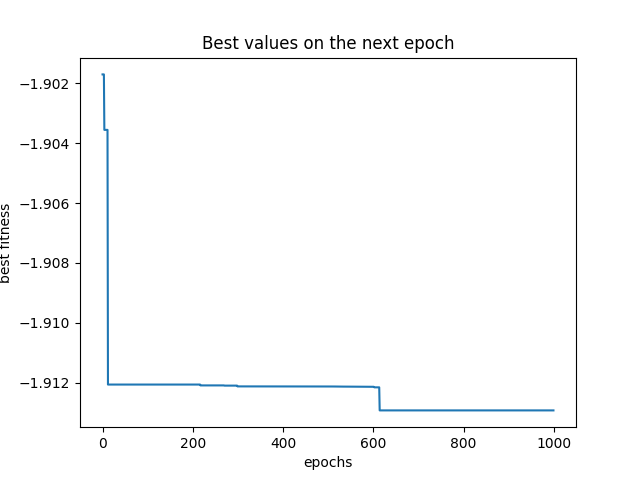 Best values on the next epoch
−1.902
−1.904
−1.906
−1.908
−1.910
−1.912
best fitness
0 200 400 600 800 1000
epochs